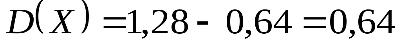 D(X) =1,28 − 0,64 =0,64